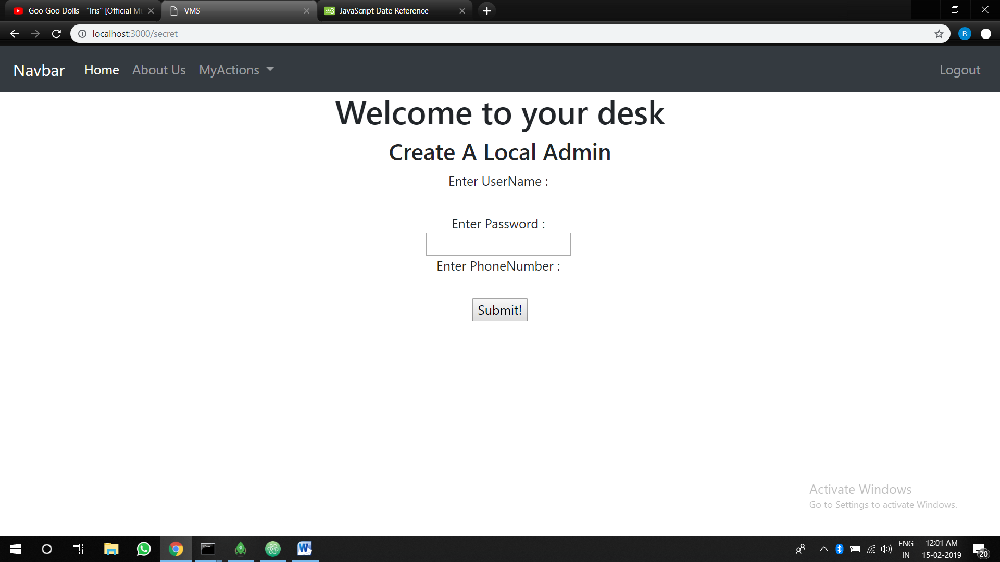 Goo Goo Dolls - "Iris" [Official M
VMS
JavaScript Date Reference
localhost:3000/secret
R
Navbar
Home
About Us
MyActions
Logout
Welcome to your desk
Create A Local Admin
Enter UserName :
Enter Password :
Enter PhoneNumber :
Submit!
Activate Windows
Go to Settings to activate Windows.
ENG
IN
12:01 AM
15-02-2019
20